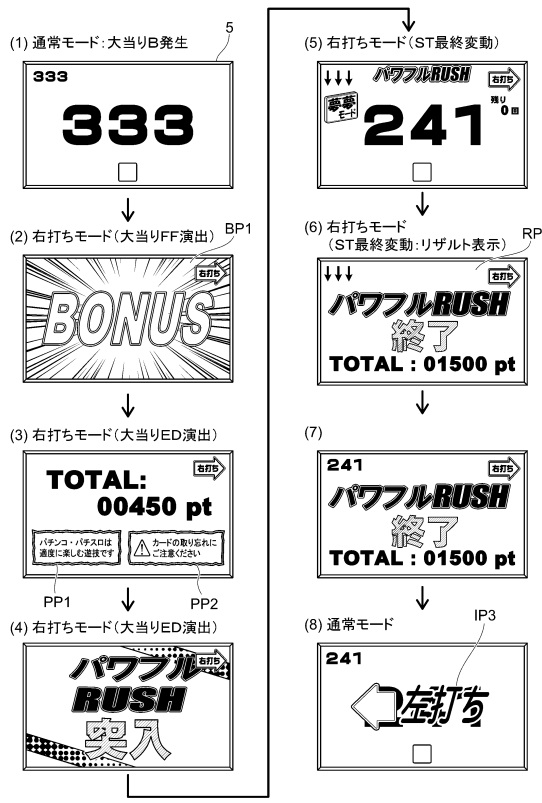 (1) 通常モード：大当りB発生
5
333
333
(2) 右打ちモード(大当りFF演出)
BP1
右打ち
BONUS
(3) 右打ちモード(大当りED演出)
右打ち
TOTAL:
00450 pt
パチンコ・パチスロは
適度に楽しむ遊技です
カードの取り忘れに
ご注意ください
PP1
PP2
(4) 右打ちモード(大当りED演出)
右打ち
パワフル
RUSH
突入
(5) 右打ちモード(ST最終変動)
パワフルRUSH
右打ち
夢夢
モード
241
残り
0回
(6) 右打ちモード
(ST最終変動：リザルト表示)
RP
右打ち
パワフルRUSH
終了
TOTAL : 01500 pt
(7)
241
右打ち
パワフルRUSH
終了
TOTAL : 01500 pt
(8) 通常モード
IP3
241
左打ち